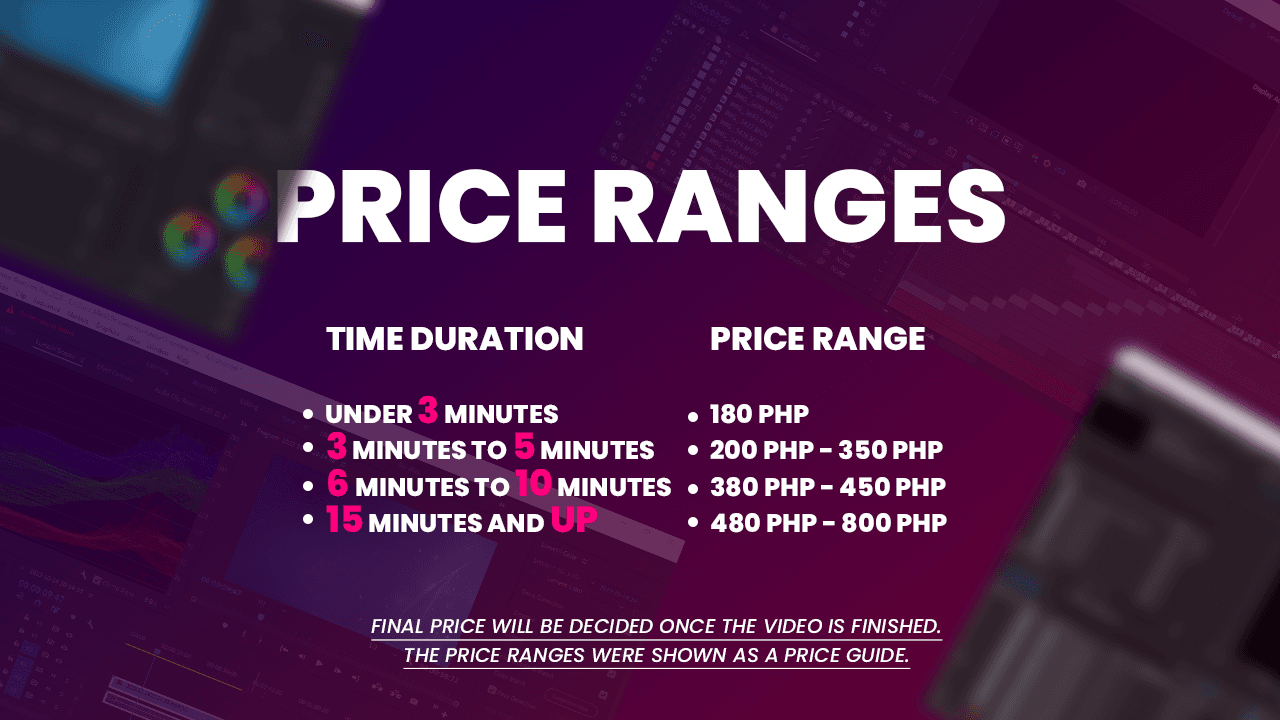 PRICE RANGES
TIME DURATION
PRICE RANGE
UNDER 3 MINUTES
180 PHP
3 MINUTES TO 5 MINUTES
200 PHP - 350 PHP
6 MINUTES TO 10 MINUTES
380 PHP - 450 PHP
15 MINUTES AND UP
480 PHP - 800 PHP
FINAL PRICE WILL BE DECIDED ONCE THE VIDEO IS FINISHED.
THE PRICE RANGES WERE SHOWN AS A PRICE GUIDE.